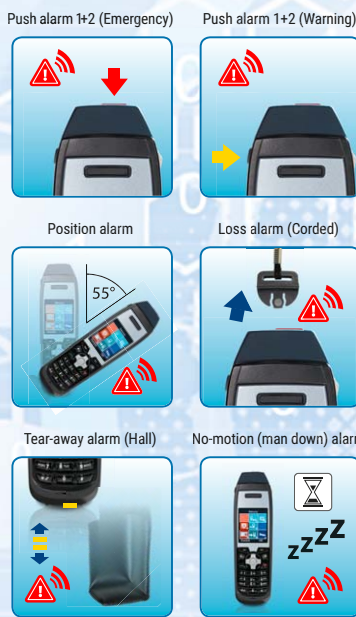 Push alarm 1+2 (Emergency)
Push alarm 1+2 (Warning)
Position alarm
Loss alarm (Corded)
55°
Tear-away alarm (Hall)
No-motion (man down) alarm
zzzz